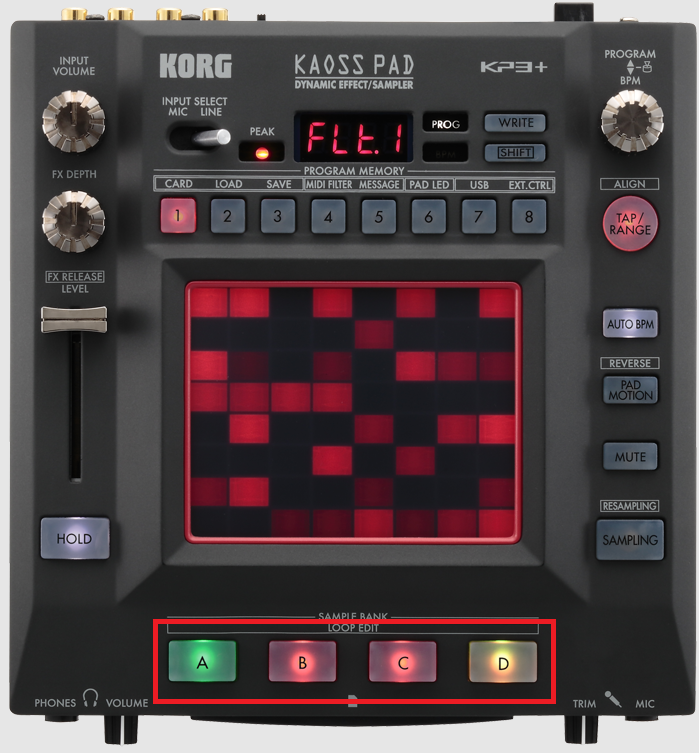 KORG
KAOSS PAD
DYNAMIC EFFECT/SAMPLER
KP3+
INPUT
VOLUME
INPUT SELECT
MIC LINE
PEAK
FLt.1
PROG
WRITE
SHIFT
PROGRAM
BPM
PROGRAM MEMORY
CARD LOAD SAVE MIDI FILTER MESSAGE PAD LED USB EXT.CTRL
1 2 3 4 5 6 7 8
FX DEPTH
FX RELEASE
LEVEL
HOLD
ALIGN
TAP/
RANGE
AUTO BPM
REVERSE
PAD
MOTION
MUTE
RESAMPLING
SAMPLING
SAMPLE BANK
LOOP EDIT
A B C D
PHONES VOLUME
TRIM MIC